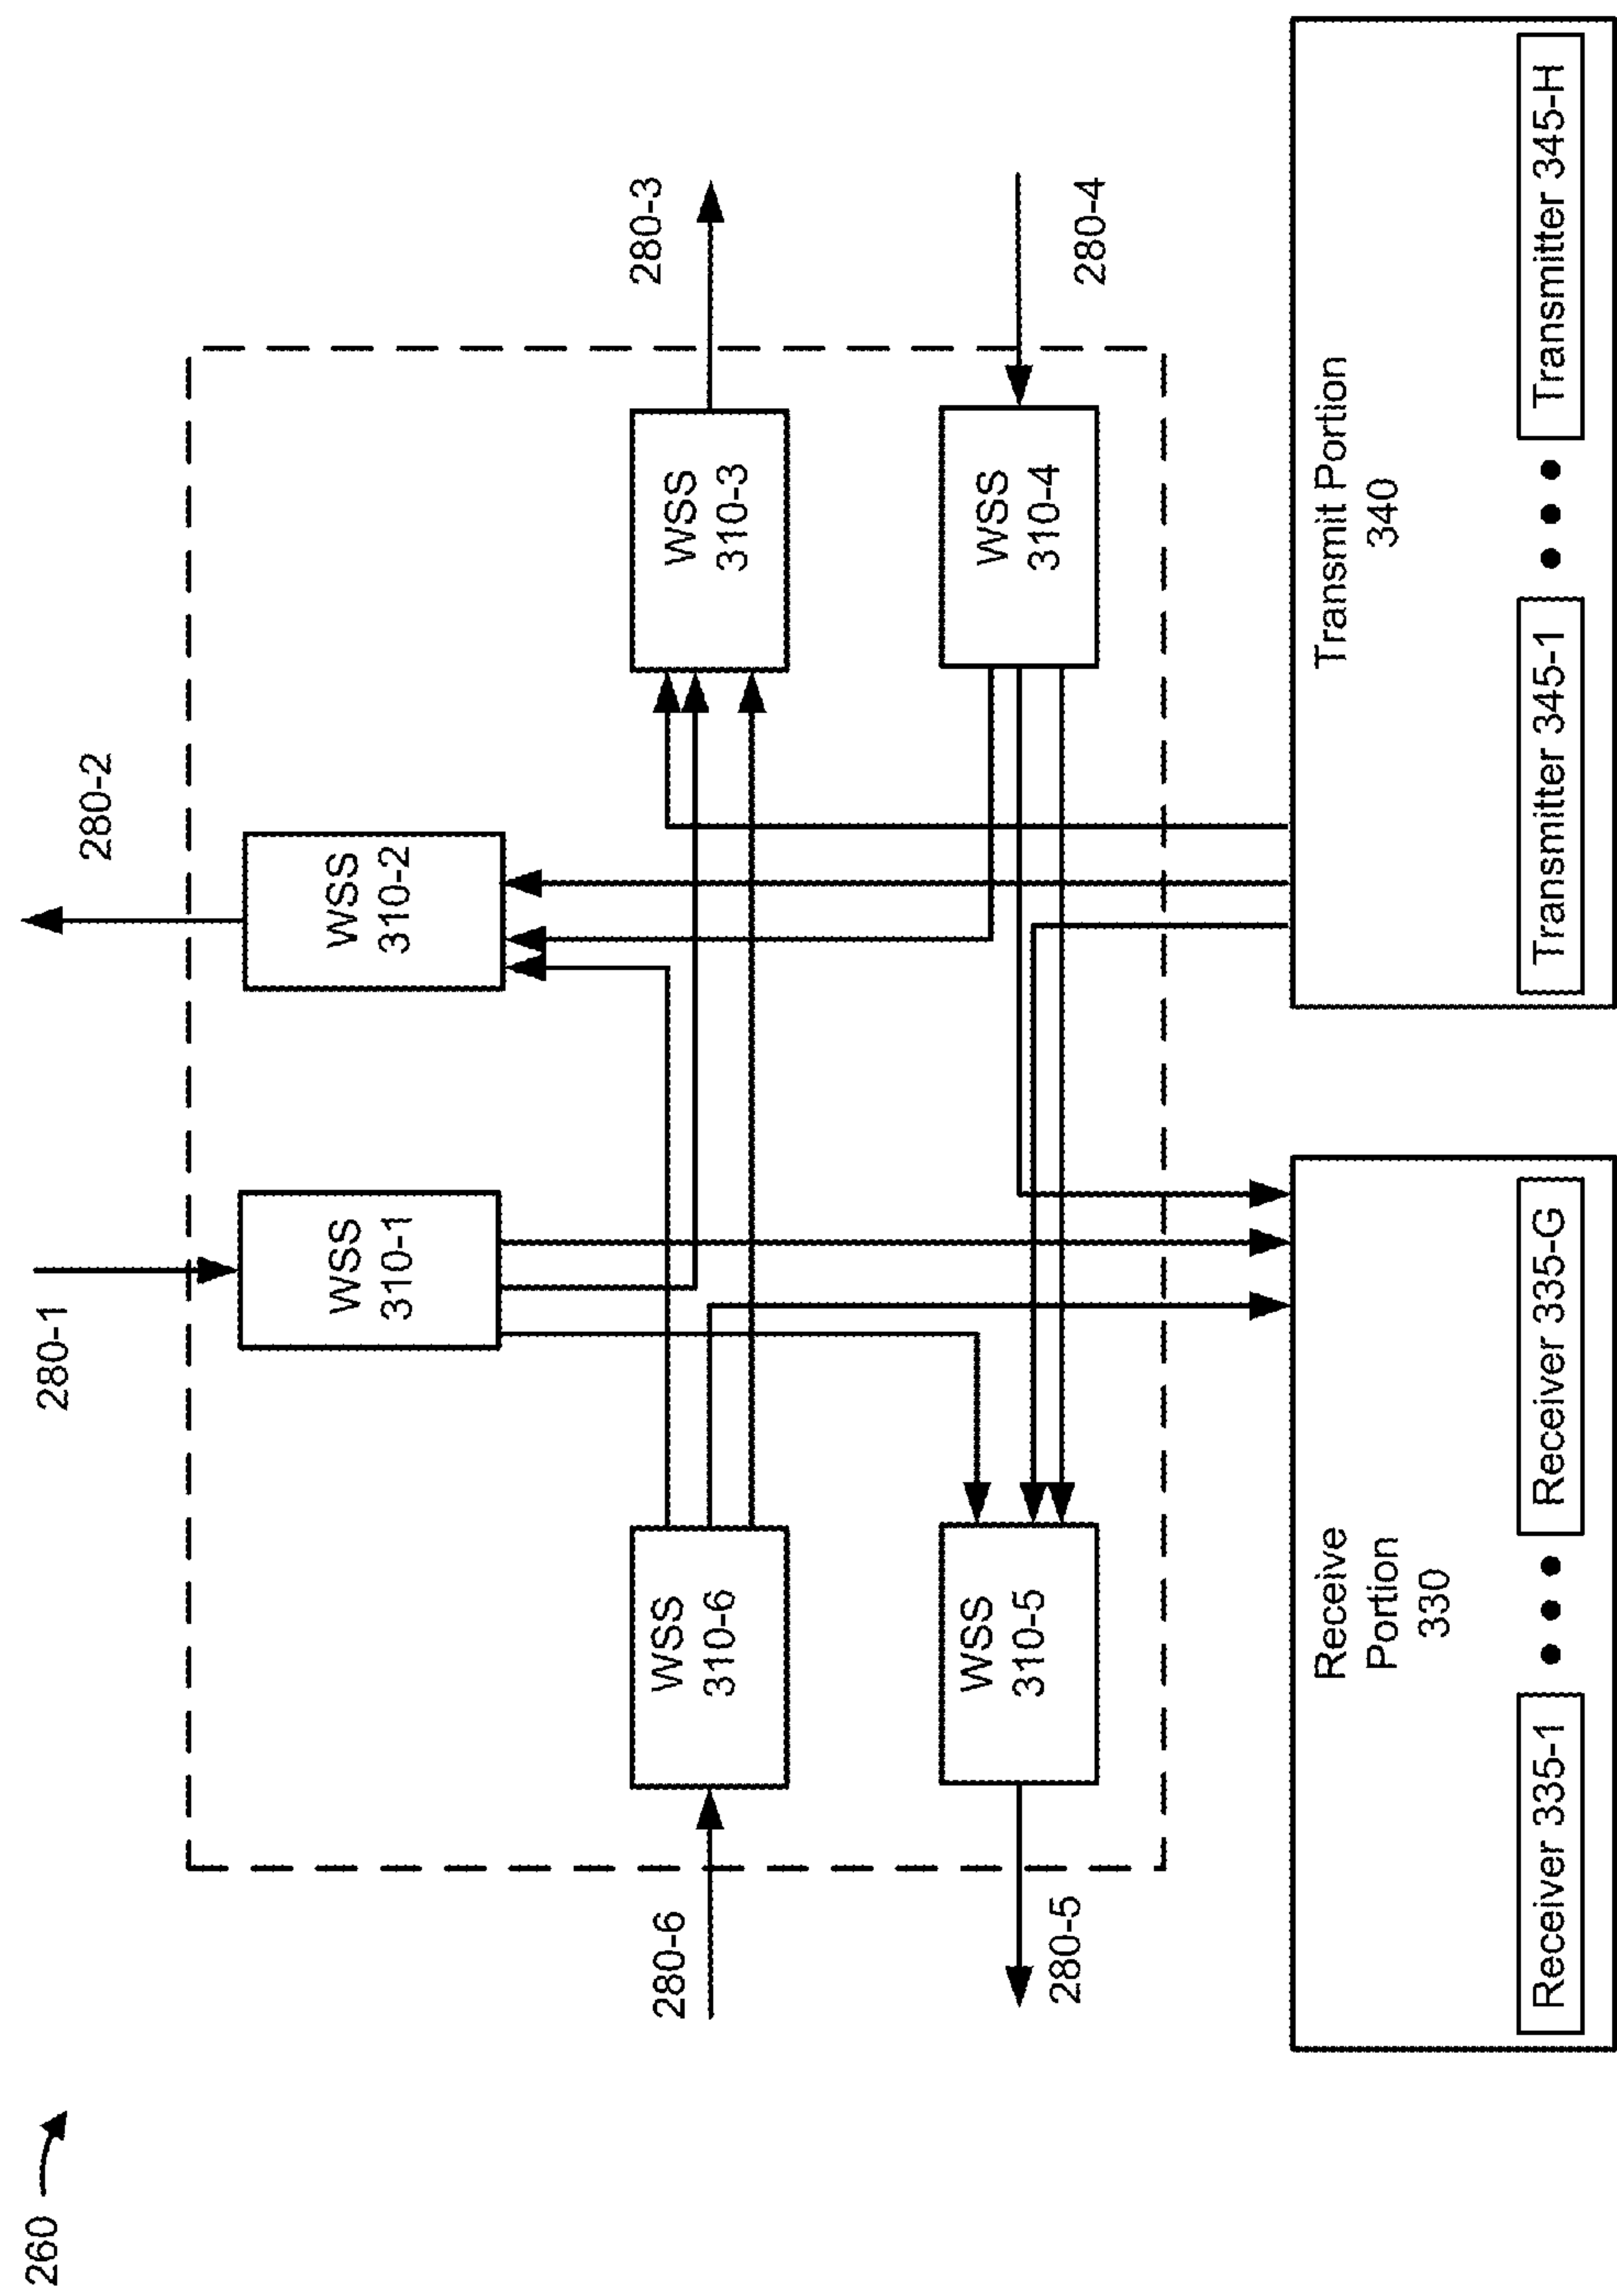 260
280-1
280-2
WSS
310-1
WSS
310-2
280-6
WSS
310-6
WSS
310-3
280-3
280-5
WSS
310-5
WSS
310-4
280-4
Receive
Portion
330
Receiver 335-1
Receiver 335-G
Transmit Portion
340
Transmitter 345-1
Transmitter 345-H